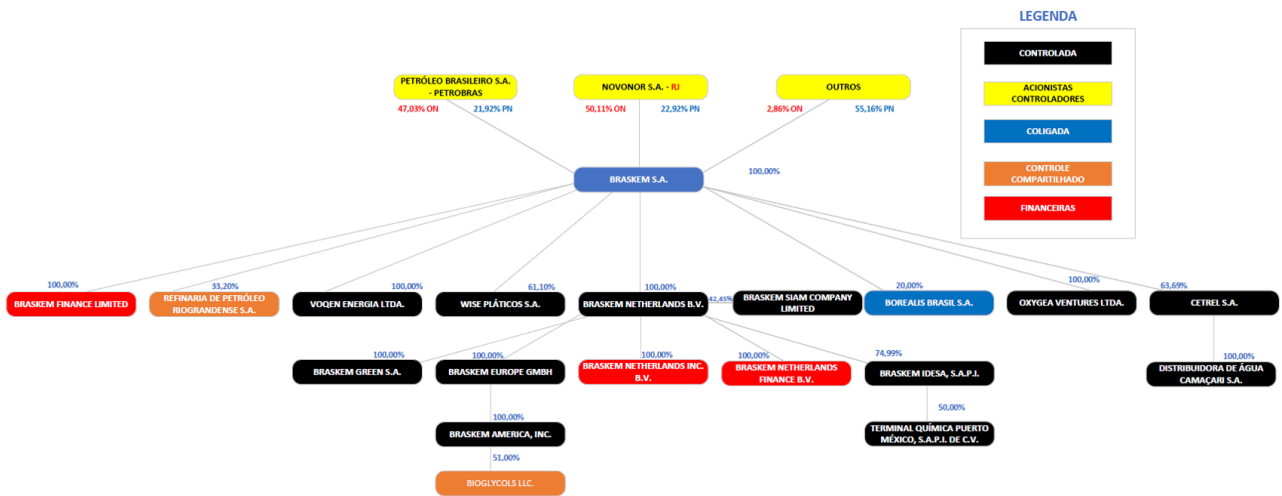 LEGENDA
CONTROLADA
ACIONISTAS
CONTROLADORES
COLIGADA
CONTROLE
COMPARTILHADO
FINANCEIRAS
PETRÓLEO BRASILEIRO S.A.
- PETROBRAS
NOVONOR S.A. - RJ
OUTROS
47,03% ON
21,92% PN
50,11% ON
22,92% PN
2,86% ON
55,16% PN
BRASKEM S.A.
100,00%
100,00%
BRASKEM FINANCE LIMITED
33,20%
REFINARIA DE PETRÓLEO
RIOGRANDENSE S.A.
100,00%
VOQEN ENERGIA LTDA.
61,10%
WISE PLÁTICOS S.A.
100,00%
BRASKEM NETHERLANDS B.V.
42,45%
BRASKEM SIAM COMPANY
LIMITED
20,00%
BOREALIS BRASIL S.A.
100,00%
OXYGEA VENTURES LTDA.
63,69%
CETREL S.A.
100,00%
BRASKEM GREEN S.A.
100,00%
BRASKEM EUROPE GMBH
100,00%
BRASKEM NETHERLANDS INC.
B.V.
100,00%
BRASKEM NETHERLANDS
FINANCE B.V.
74,99%
BRASKEM IDESA, S.A.P.I.
100,00%
DISTRIBUIDORA DE ÁGUA
CAMAÇARI S.A.
100,00%
BRASKEM AMERICA, INC.
50,00%
TERMINAL QUÍMICA PUERTO
MÉXICO, S.A.P.I. DE C.V.
51,00%
BIOGLYCOLS LLC.